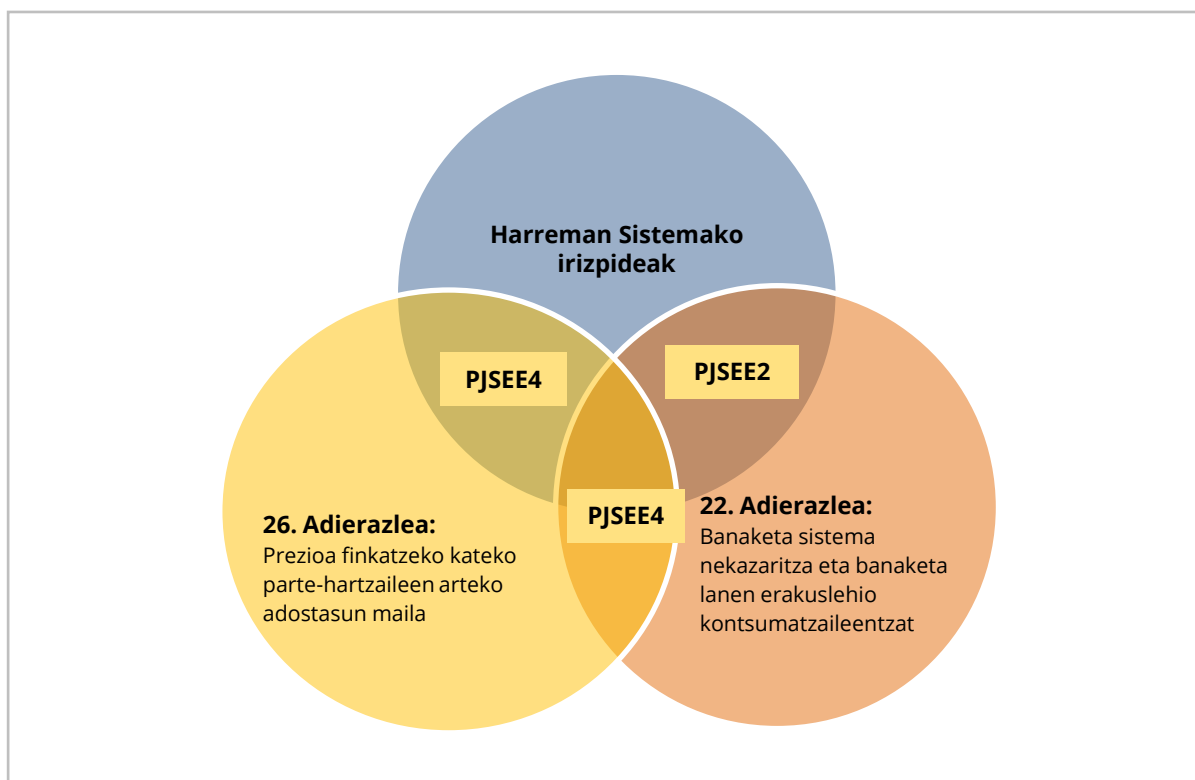 Harreman Sistemako
irizpideak
PJSEE4
PJSEE2
PJSEE4
26. Adierazlea:
Prezioa finkatzeko kateko
parte-hartzaileen arteko
adostasun maila
22. Adierazlea:
Banaketa sistema
nekazaritza eta banaketa
lanen erakuslehio
kontsumatzaileentzat